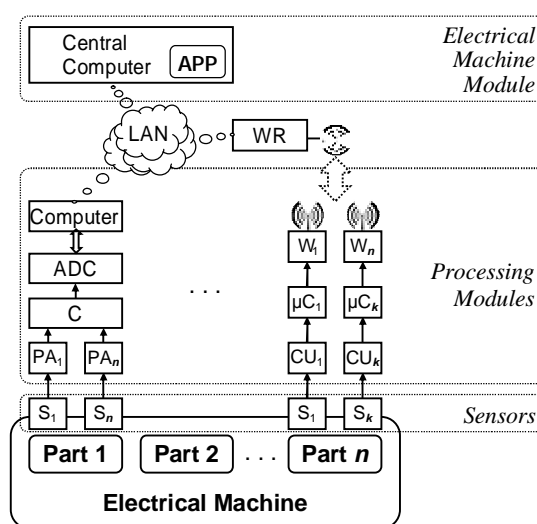 Central
Computer
APP
Electrical
Machine
Module
LAN
WR
Computer
W₁
Wₙ
ADC
Processing
Modules
. . .
µC₁
µCₖ
C
PA₁
PAₙ
CU₁
CUₖ
S₁
Sₙ
S₁
Sₖ
Sensors
Part 1
Part 2
. . .
Part n
Electrical Machine